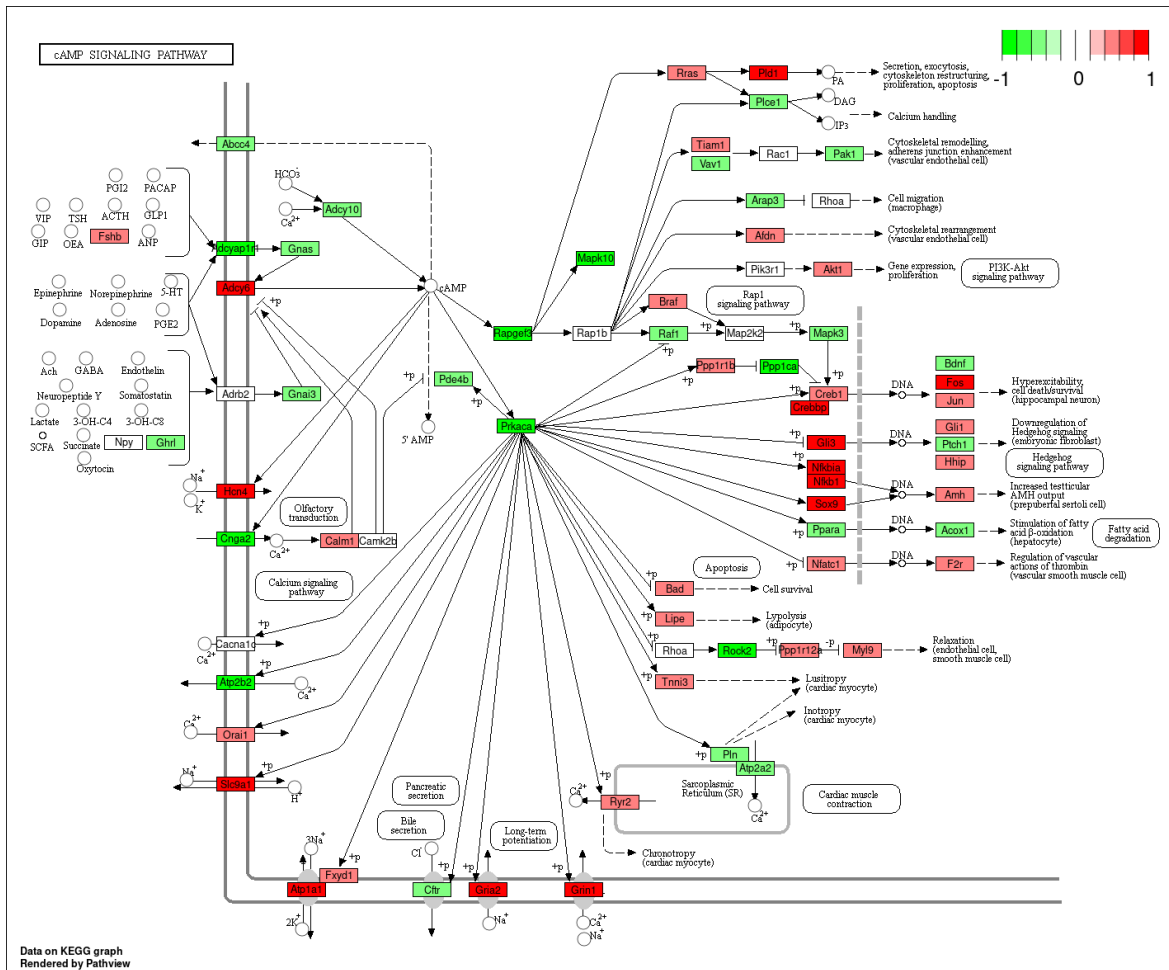 cAMP SIGNALING PATHWAY
-1
0
1
Rras
Pld1
PA
Secretion, exocytosis,
cytoskeleton restructuring,
proliferation, apoptosis
Plce1
DAG
IP3
Calcium handling
Abcc4
Tiam1
Vav1
Rac1
Pak1
Cytoskeletal remodelling,
adherens junction enhancement
(vascular endothelial cell)
HCO3-
Ca2+
Adcy10
PGI2
PACAP
VIP
TSH
ACTH
GLP1
GIP
OEA
Fshb
ANP
Arap3
Rhoa
Cell migration
(macrophage)
Afdn
Cytoskeletal rearrangement
(vascular endothelial cell)
Gnas
Mapk10
Pik3r1
Akt1
Gene expression,
proliferation
PI3K-Akt
signaling pathway
Adcy6
cAMP
+p
Epinephrine
Norepinephrine
5-HT
Dopamine
Adenosine
PGE2
Rap1
signaling pathway
Braf
Rapgef3
Rap1b
Raf1
+p
Map2k2
+p
Mapk3
+p
+p
Ach
GABA
Endothelin
Neuropeptide Y
Somatostatin
Lactate
3-OH-C4
3-OH-C8
SCFA
Succinate
Npy
Ghrl
Oxytocin
Adrb2
Gnai3
+p
Pde4b
+p
5' AMP
Prkaca
Ppp1r1b
+p
Ppp1ca
Creb1
Crebbp
+p
DNA
Bdnf
Fos
Jun
Hyperexcitability,
cell death/survival
(hippocampal neuron)
Gli3
+p
DNA
Gli1
Ptch1
Hhip
Downregulation of
Hedgehog signaling
(embryonic fibroblast)
Hedgehog
signaling pathway
Nfkbia
Nfkb1
+p
Sox9
+p
DNA
Amh
Increased testticular
AMH output
(prepubertal sertoli cell)
Ppara
+p
DNA
Acox1
Stimulation of fatty
acid β-oxidation
(hepatocyte)
Fatty acid
degradation
Nfatc1
+p
DNA
F2r
Regulation of vascular
actions of thrombin
(vascular smooth muscle cell)
Na+
K+
Hcn4
Cnga2
Ca2+
Olfactory
transduction
Calm1
Camk2b
Calcium signaling
pathway
+p
Bad
Apoptosis
Cell survival
+p
Lipe
Lypolysis
(adipocyte)
+p
Rhoa
Rock2
+p
Ppp1r12a
-p
Myl9
Relaxation
(endothelial cell,
smooth muscle cell)
+p
Tnni3
Lusitropy
(cardiac myocyte)
Inotropy
(cardiac myocyte)
+p
Cacna1c
Ca2+
+p
Atp2b2
Ca2+
Ca2+
Orai1
Na+
+p
Slc9a1
H+
+p
Pln
Atp2a2
Sarcoplasmic
Reticulum (SR)
Ca2+
Cardiac muscle
contraction
+p
Ca2+
Ryr2
Chronotropy
(cardiac myocyte)
Pancreatic
secretion
Bile
secretion
Long-term
potentiation
3Na+
+p
Fxyd1
Atp1a1
2K+
Cl-
+p
Cftr
+p
Gria2
Na+
+p
Grin1
Ca2+
Na+
Data on KEGG graph
Rendered by Pathview